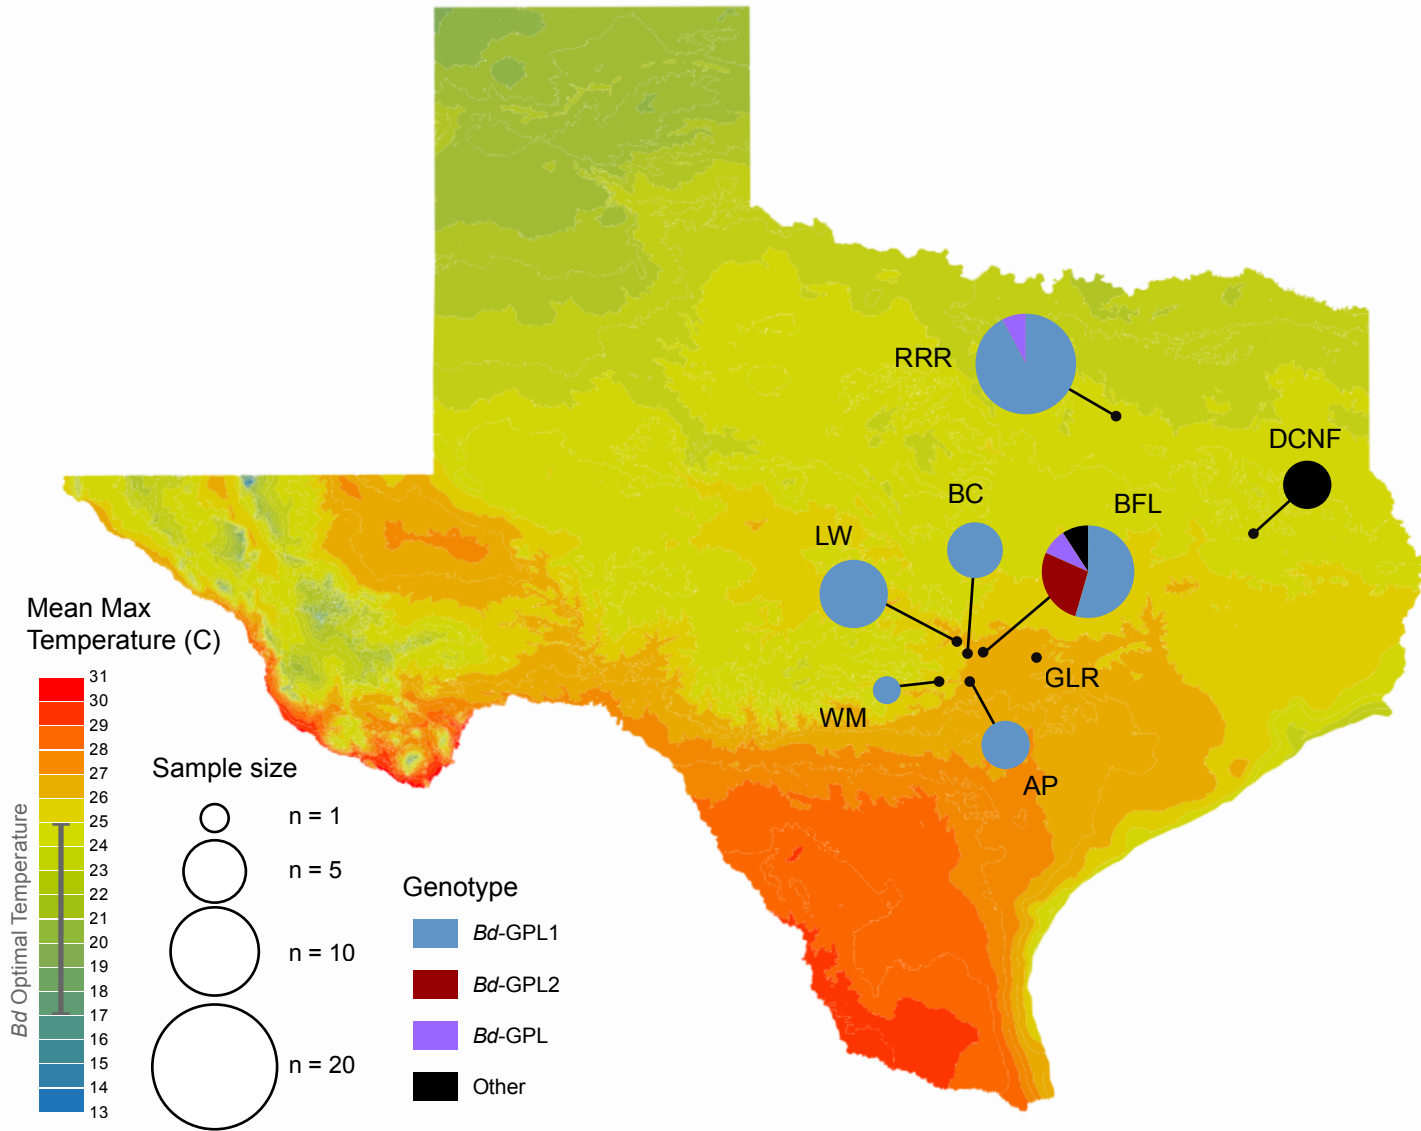 RRR
DCNF
BC
BFL
LW
GLR
WM
AP
Mean Max
Temperature (C)
31
30
29
28
27
26
25
24
23
22
21
20
19
18
17
16
15
14
13
Bd Optimal Temperature
Sample size
n = 1
n = 5
n = 10
n = 20
Genotype
Bd-GPL1
Bd-GPL2
Bd-GPL
Other